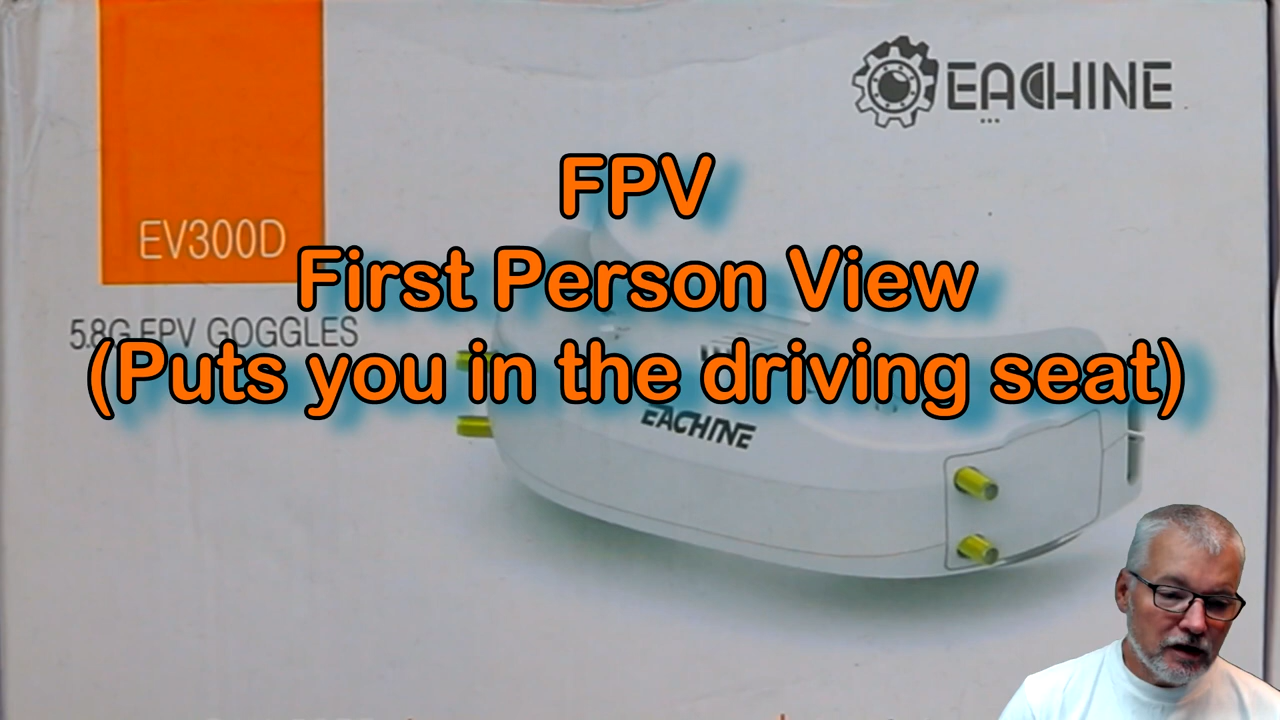 EACHINE
FPV
EV300D
First Person View
5.8G FPV GOGGLES
(Puts you in the driving seat)
EACHINE